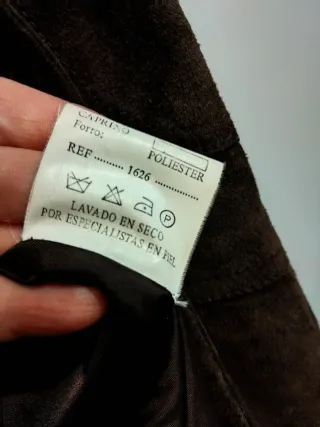 CAPRINO
Forro:
POLIESTER
REF .......... 1626 ...............
P
LAVADO EN SECO
POR ESPECIALISTAS EN PIEL